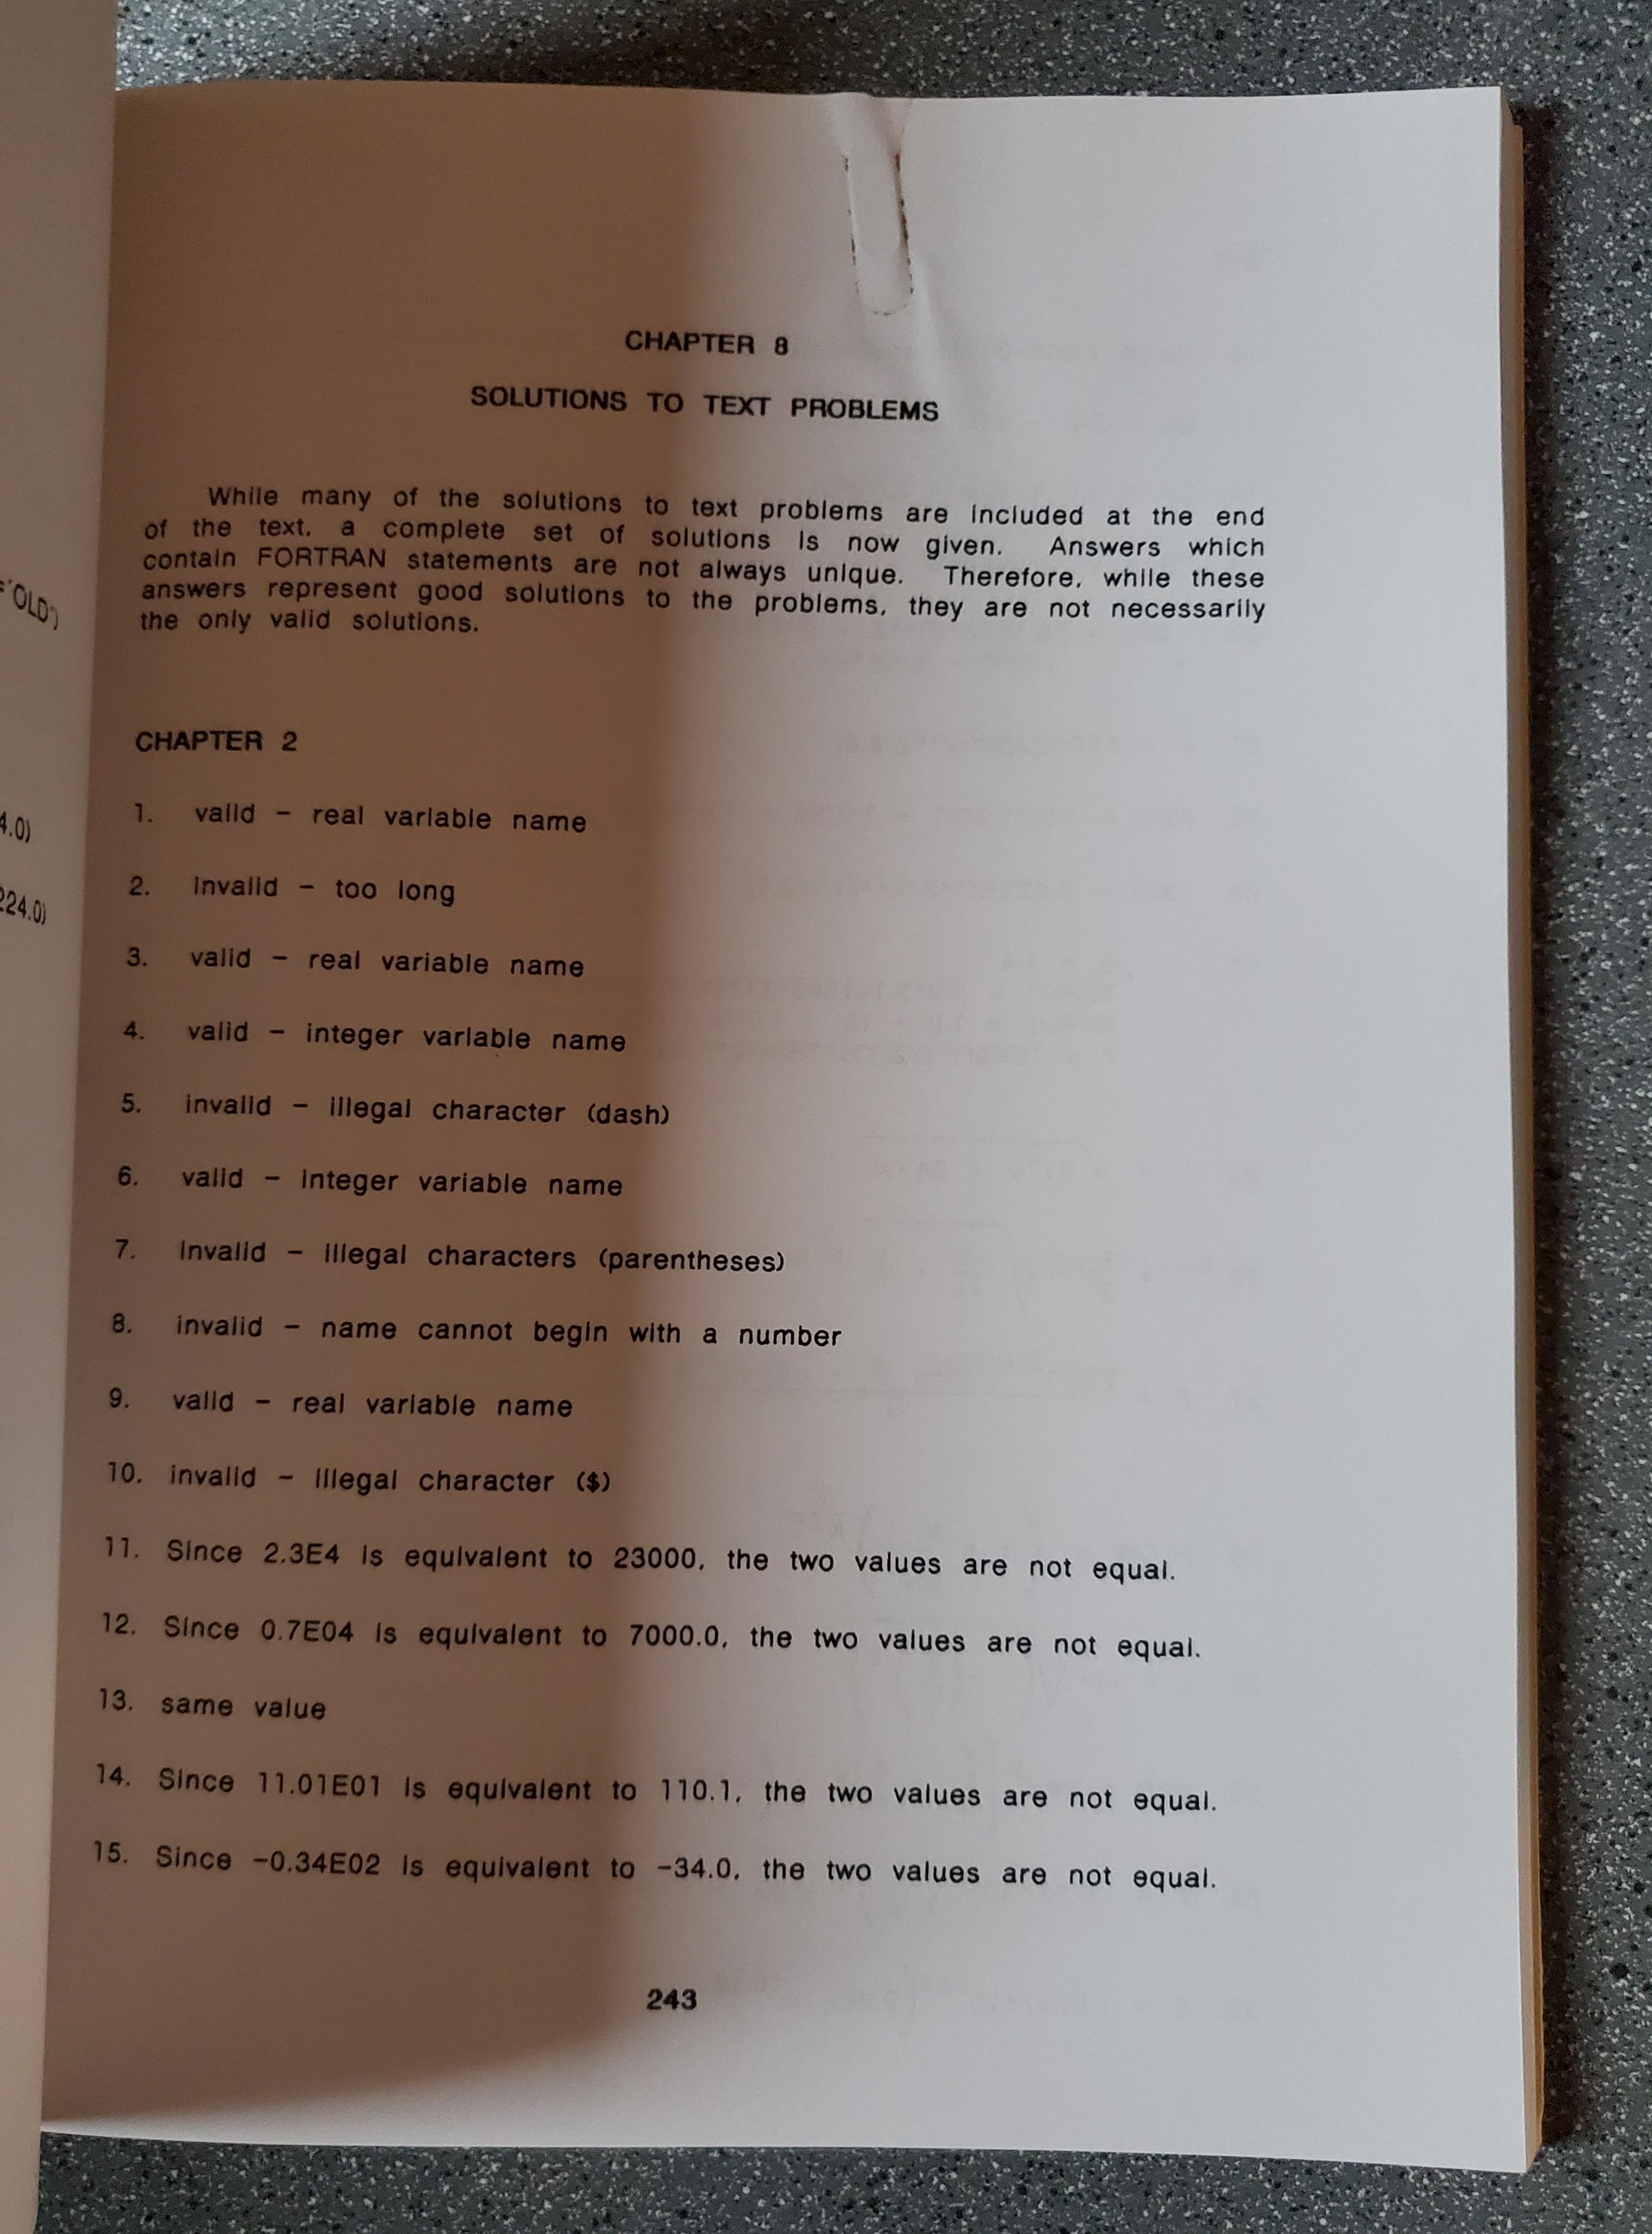 CHAPTER 8
SOLUTIONS TO TEXT PROBLEMS
While many of the solutions to text problems are included at the end
of the text, a complete set of solutions is now given. Answers which
contain FORTRAN statements are not always unique. Therefore, while these
answers represent good solutions to the problems, they are not necessarily
the only valid solutions.
CHAPTER 2
1. valid - real variable name
2. invalid - too long
3. valid - real variable name
4. valid - integer variable name
5. invalid - illegal character (dash)
6. valid - integer variable name
7. invalid - illegal characters (parentheses)
8. invalid - name cannot begin with a number
9. valid - real variable name
10. invalid - illegal character ($)
11. Since 2.3E4 is equivalent to 23000, the two values are not equal.
12. Since 0.7E04 is equivalent to 7000.0, the two values are not equal.
13. same value
14. Since 11.01E01 is equivalent to 110.1, the two values are not equal.
15. Since -0.34E02 is equivalent to -34.0, the two values are not equal.
243
'OLD')
4.0)
224.0)